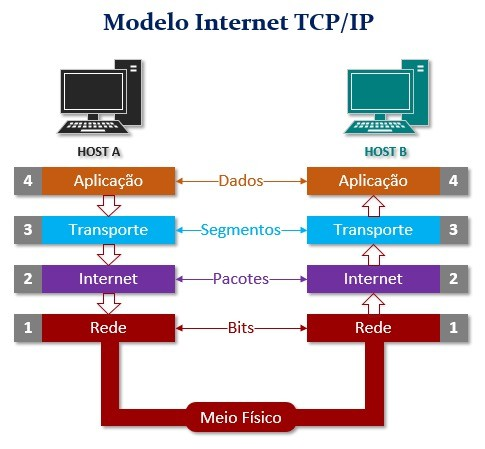 Modelo Internet TCP/IP
HOST A HOST B
4 Aplicação Dados Aplicação 4
3 Transporte Segmentos Transporte 3
2 Internet Pacotes Internet 2
1 Rede Bits Rede 1
Meio Físico